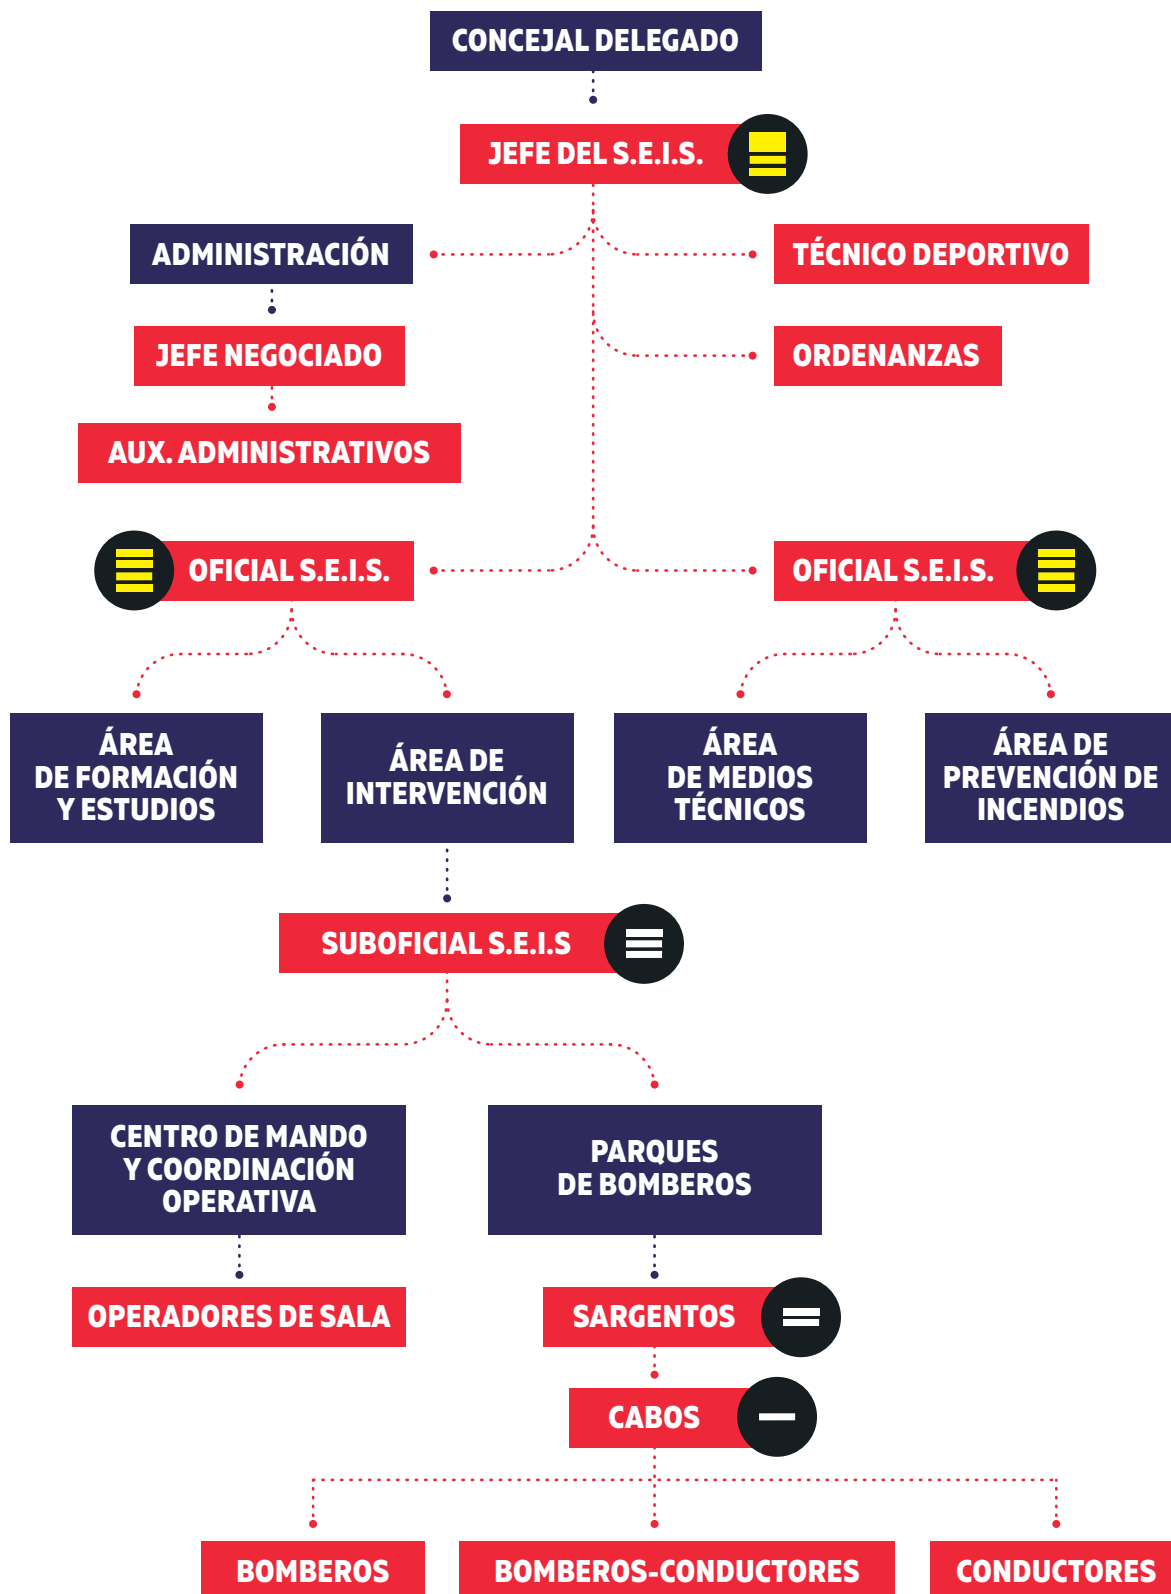 CONCEJAL DELEGADO
JEFE DEL S.E.I.S.
ADMINISTRACIÓN
TÉCNICO DEPORTIVO
JEFE NEGOCIADO
ORDENANZAS
AUX. ADMINISTRATIVOS
OFICIAL S.E.I.S.
OFICIAL S.E.I.S.
ÁREA
DE FORMACIÓN
Y ESTUDIOS
ÁREA DE
INTERVENCIÓN
ÁREA
DE MEDIOS
TÉCNICOS
ÁREA DE
PREVENCIÓN DE
INCENDIOS
SUBOFICIAL S.E.I.S
CENTRO DE MANDO
Y COORDINACIÓN
OPERATIVA
PARQUES
DE BOMBEROS
OPERADORES DE SALA
SARGENTOS
CABOS
BOMBEROS
BOMBEROS-CONDUCTORES
CONDUCTORES